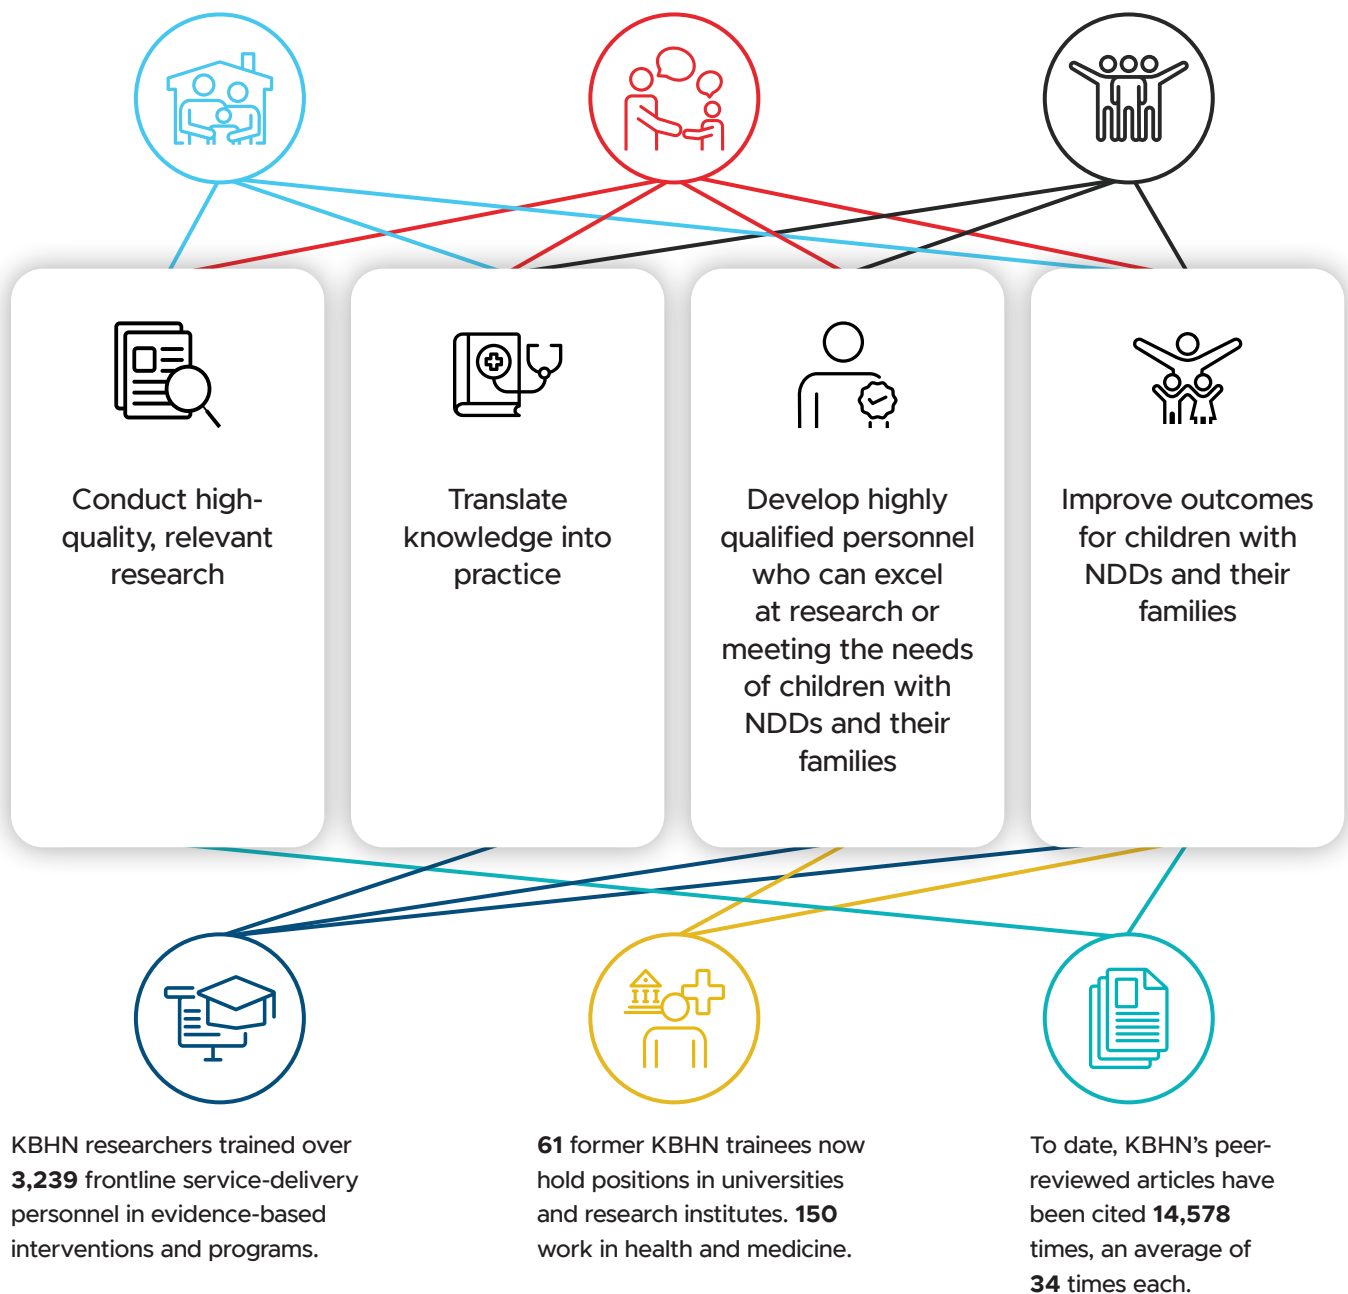 Conduct high-
quality, relevant
research
Translate
knowledge into
practice
Develop highly
qualified personnel
who can excel
at research or
meeting the needs
of children with
NDDs and their
families
Improve outcomes
for children with
NDDs and their
families
KBHN researchers trained over
3,239 frontline service-delivery
personnel in evidence-based
interventions and programs.
61 former KBHN trainees now
hold positions in universities
and research institutes. 150
work in health and medicine.
To date, KBHN's peer-
reviewed articles have
been cited 14,578
times, an average of
34 times each.